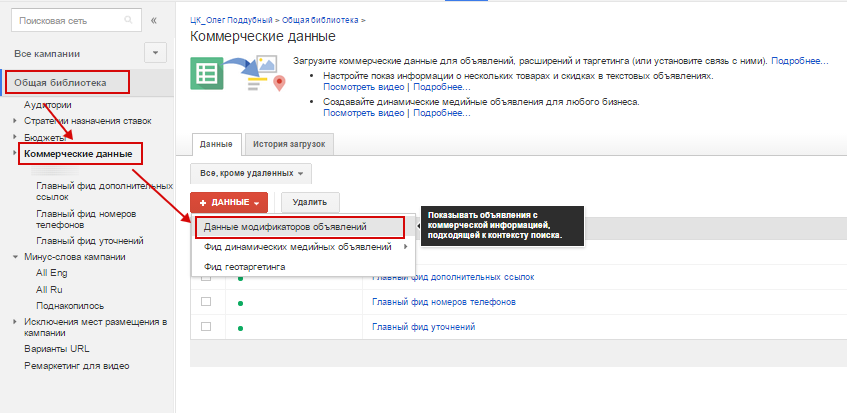 Поисковая сеть
«
Все кампании
Общая библиотека
Аудитории
Стратегии назначения ставок
Бюджеты
Коммерческие данные
Главный фид дополнительных
ссылок
Главный фид номеров
телефонов
Главный фид уточнений
Минус-слова кампании
All Eng
All Ru
Поднакопилось
Исключения мест размещения в
кампании
Варианты URL
Ремаркетинг для видео
ЦК_Олег Поддубный > Общая библиотека >
Коммерческие данные
Загрузите коммерческие данные для объявлений, расширений и таргетинга (или установите связь с ними). Подробнее...
• Настройте показ информации о нескольких товарах и скидках в текстовых объявлениях.
Посмотреть видео | Подробнее...
• Создавайте динамические медийные объявления для любого бизнеса.
Посмотреть видео | Подробнее...
Данные
История загрузок
Все, кроме удаленных
+ ДАННЫЕ
Удалить
Данные модификаторов объявлений
Фид динамических медийных объявлений
Фид геотаргетинга
Показывать объявления с
коммерческой информацией,
подходящей к контексту поиска.
Главный фид дополнительных ссылок
Главный фид номеров телефонов
Главный фид уточнений